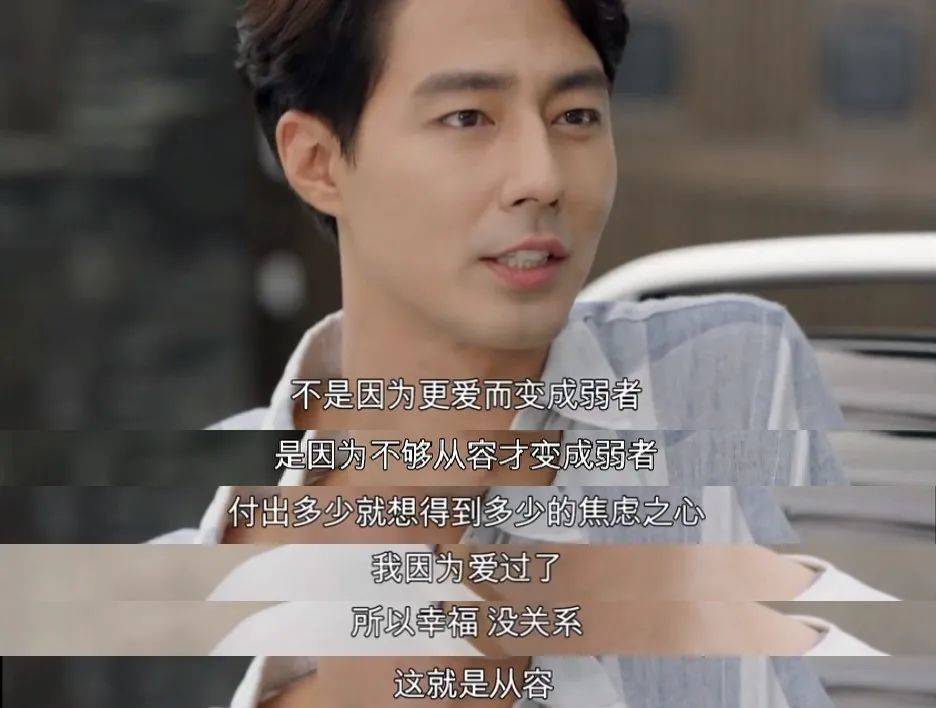 不是因为更爱而变成弱者
是因为不够从容才变成弱者
付出多少就想得到多少的焦虑之心
我因为爱过了
所以幸福 没关系
这就是从容